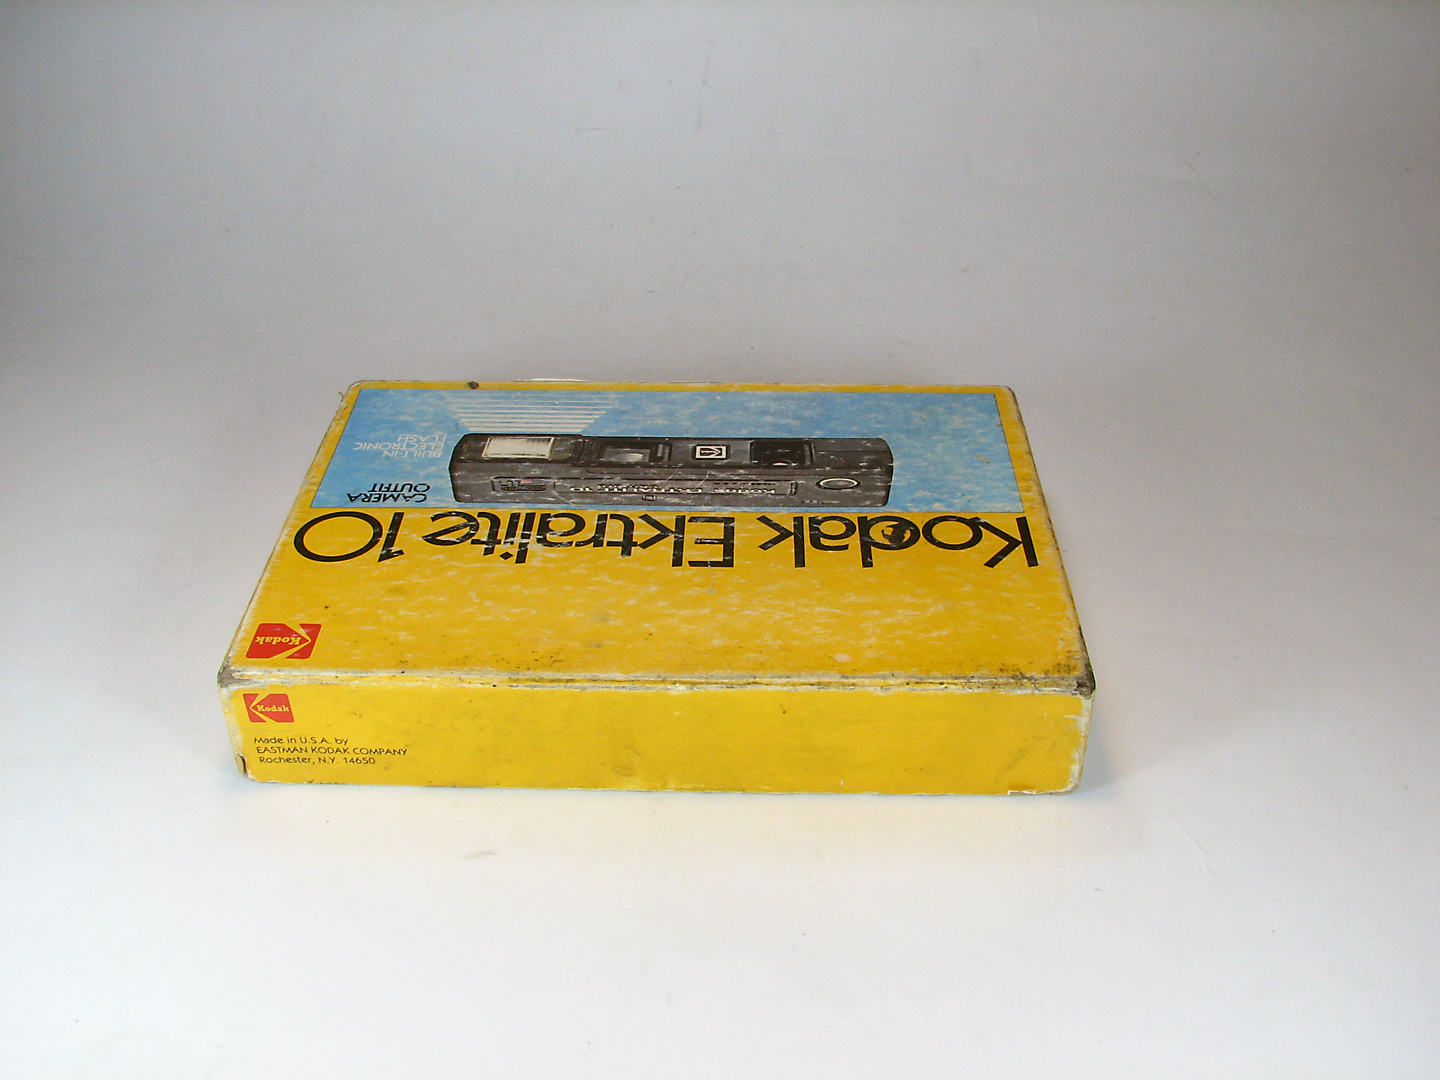 Kodak Ektralite 10
CAMERA
OUTFIT
BUILT-IN
ELECTRONIC
FLASH
Kodak
Kodak
Made in U.S.A. by
EASTMAN KODAK COMPANY
Rochester, N.Y. 14650